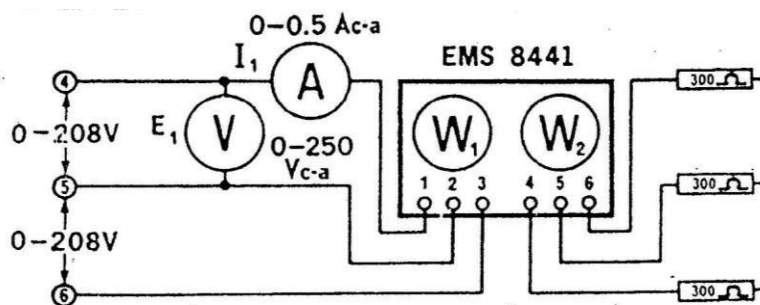 0-0.5 Ac-a
I₁
A
EMS 8441
4
0-208V
E₁
V
0-250
Vc-a
W₁
W₂
1 2 3 4 5 6
5
0-208V
6
300
300
300